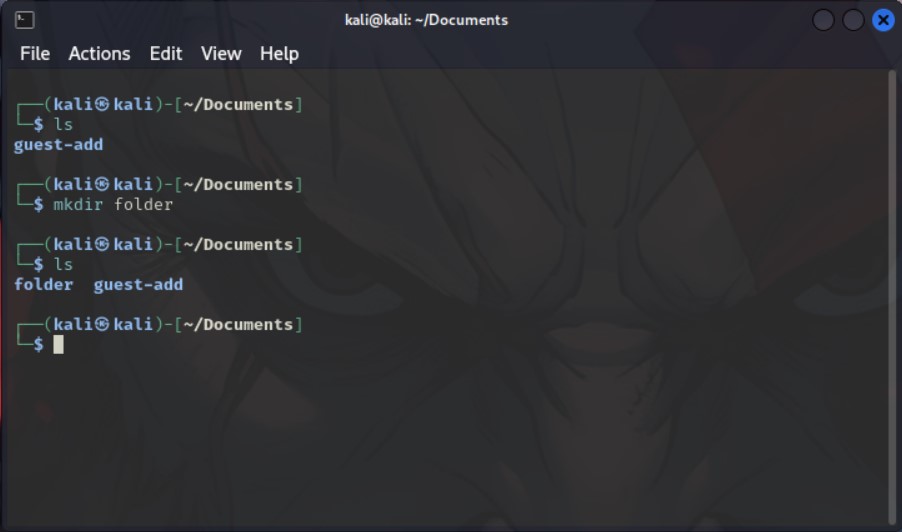 kali@kali: ~/Documents
File Actions Edit View Help
┌──(kali㉿kali)-[~/Documents]
└─$ ls
guest-add
┌──(kali㉿kali)-[~/Documents]
└─$ mkdir folder
┌──(kali㉿kali)-[~/Documents]
└─$ ls
folder  guest-add
┌──(kali㉿kali)-[~/Documents]
└─$